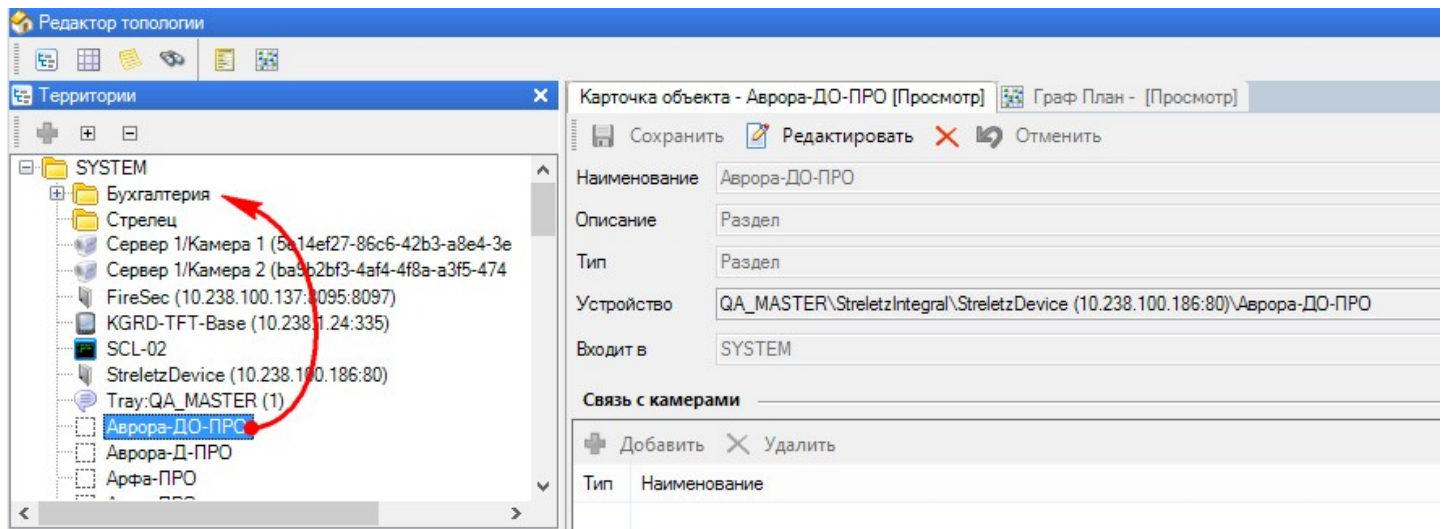 Редактор топологии
Территории
SYSTEM
Бухгалтерия
Стрелец
Сервер 1/Камера 1 (5e14ef27-86c6-42b3-a8e4-3e
Сервер 1/Камера 2 (ba9b2bf3-4af4-4f8a-a3f5-474
FireSec (10.238.100.137:8095:8097)
KGRD-TFT-Base (10.238.1.24:335)
SCL-02
StreletzDevice (10.238.100.186:80)
Tray:QA_MASTER (1)
Аврора-ДО-ПРО
Аврора-Д-ПРО
Арфа-ПРО
Карточка объекта - Аврора-ДО-ПРО [Просмотр] Граф План - [Просмотр]
Сохранить Редактировать Отменить
Наименование Аврора-ДО-ПРО
Описание Раздел
Тип Раздел
Устройство QA_MASTER\StreletzIntegral\StreletzDevice (10.238.100.186:80)\Аврора-ДО-ПРО
Входит в SYSTEM
Связь с камерами
Добавить Удалить
Тип Наименование